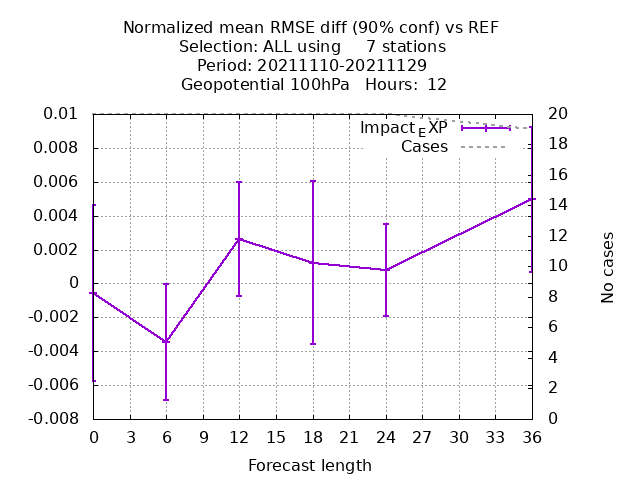 Normalized mean RMSE diff (90% conf) vs REF
Selection: ALL using     7 stations
Period: 20211110-20211129
Geopotential 100hPa   Hours:  12
0.01
0.008
0.006
0.004
0.002
0
-0.002
-0.004
-0.006
-0.008
Impact_EXP
Cases
20
18
16
14
12
10
8
6
4
2
0
No cases
0 3 6 9 12 15 18 21 24 27 30 33 36
Forecast length